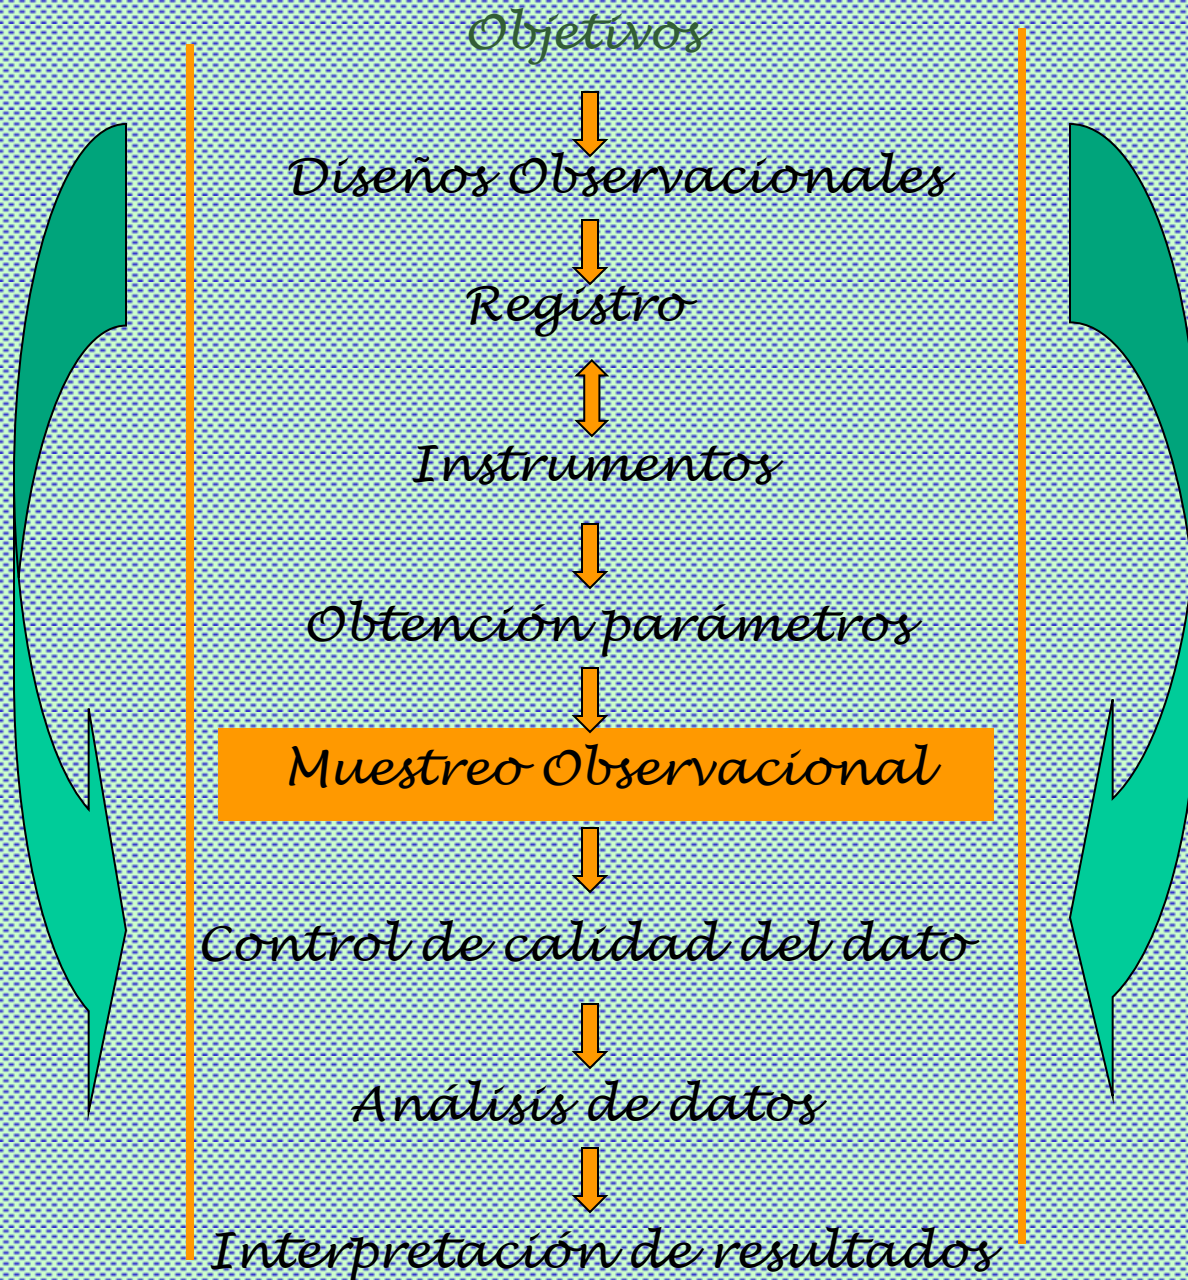 Objetivos
Diseños Observacionales
Registro
Instrumentos
Obtención parámetros
Muestreo Observacional
Control de calidad del dato
Análisis de datos
Interpretación de resultados